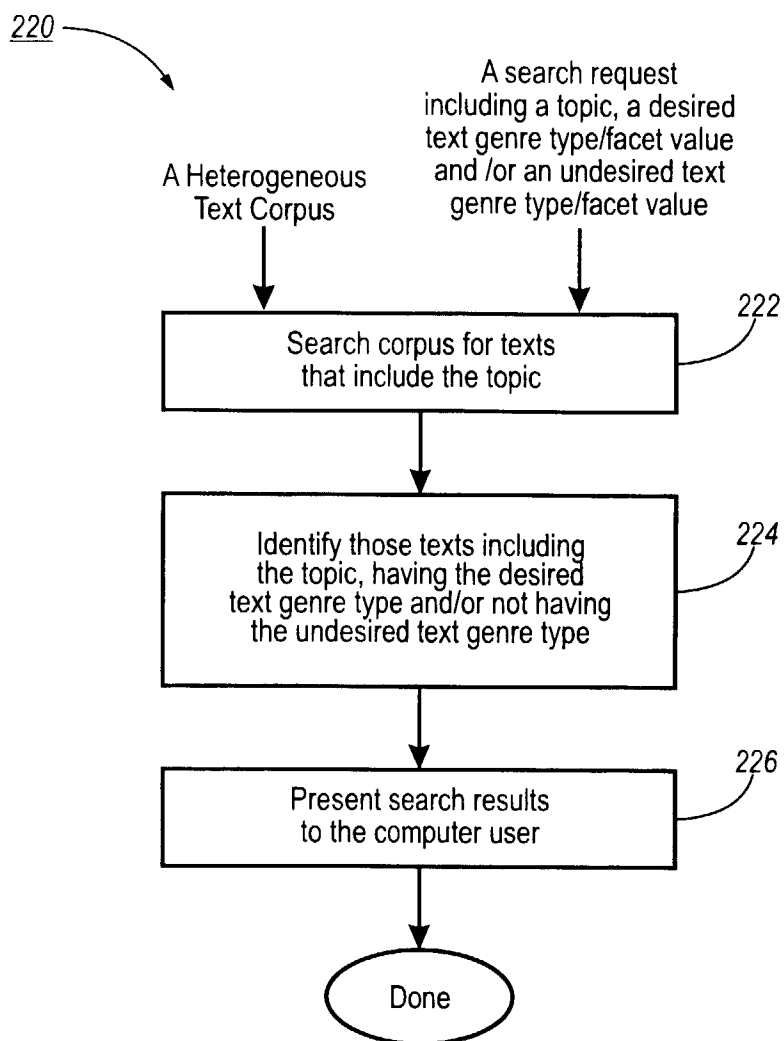 220
A search request
including a topic, a desired
text genre type/facet value
and /or an undesired text
genre type/facet value
A Heterogeneous
Text Corpus
222
Search corpus for texts
that include the topic
224
Identify those texts including
the topic, having the desired
text genre type and/or not having
the undesired text genre type
226
Present search results
to the computer user
Done